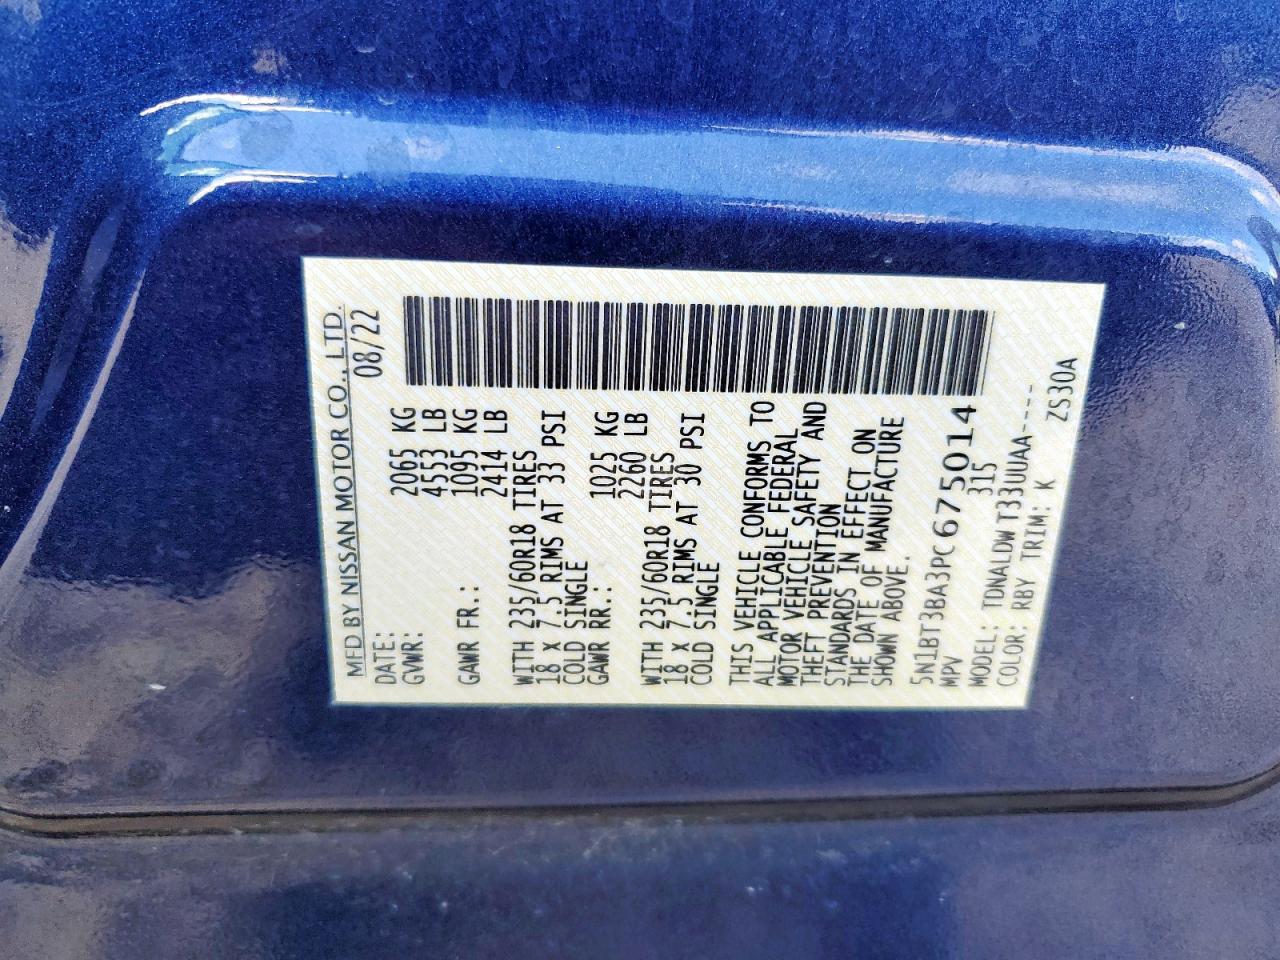 MFD BY NISSAN MOTOR CO., LTD.
DATE: 08/22
GVWR: 2065 KG
4553 LB
GAWR FR.: 1095 KG
2414 LB
WITH 235/60R18 TIRES
18 X 7.5 RIMS AT 33 PSI
COLD SINGLE
GAWR RR.: 1025 KG
2260 LB
WITH 235/60R18 TIRES
18 X 7.5 RIMS AT 30 PSI
COLD SINGLE
THIS VEHICLE CONFORMS TO
ALL APPLICABLE FEDERAL
MOTOR VEHICLE SAFETY AND
THEFT PREVENTION
STANDARDS IN EFFECT ON
THE DATE OF MANUFACTURE
SHOWN ABOVE.
5N1BT3BA3PC675014
MPV 315
MODEL: TDNALDWT33UUAA----
COLOR: RBY TRIM: K ZS30A